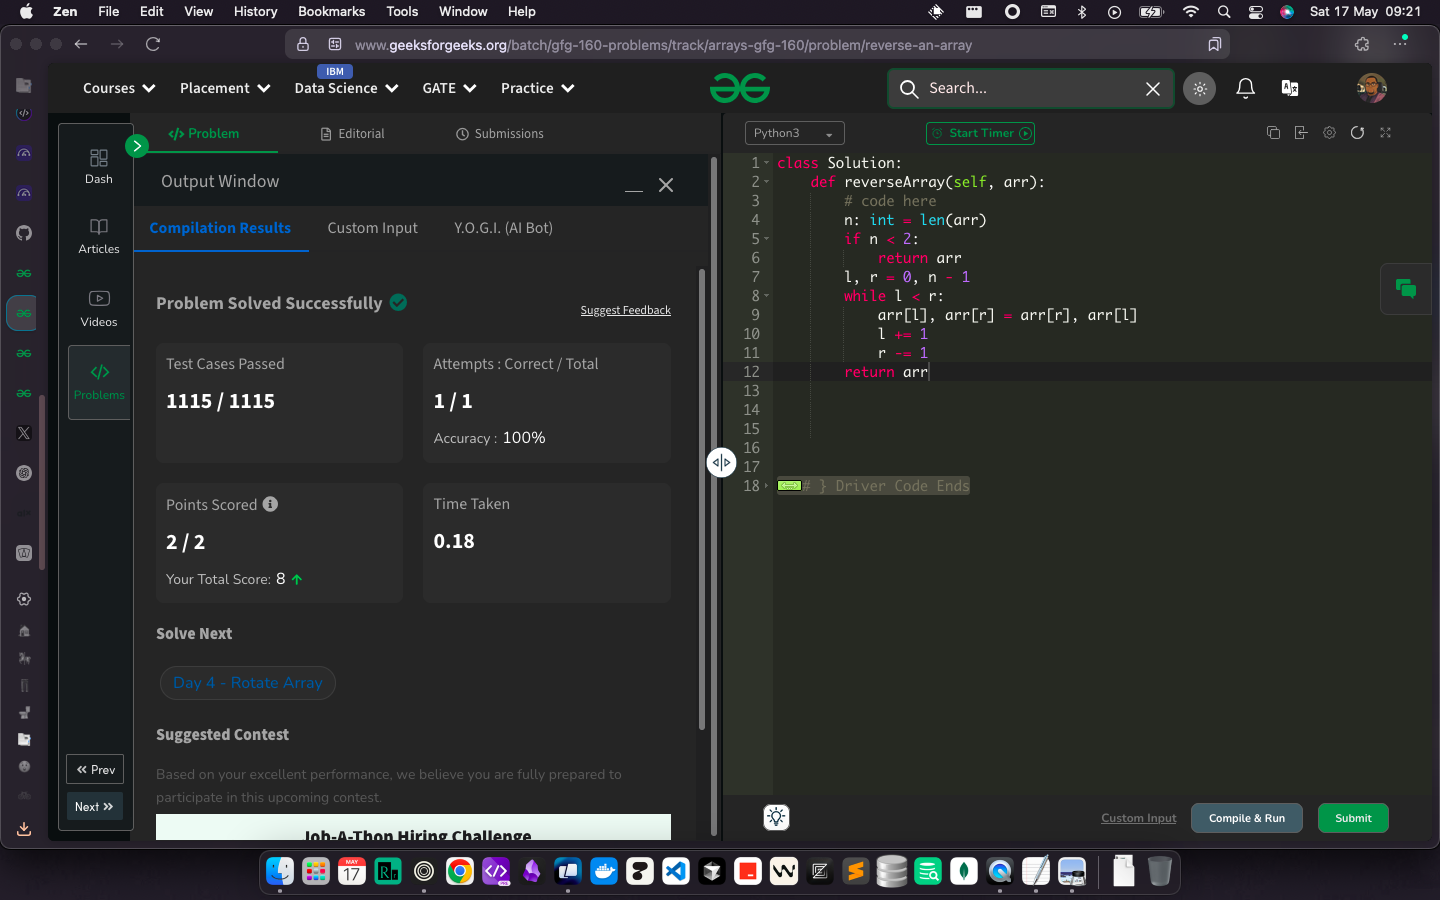 Zen File Edit View History Bookmarks Tools Window Help Sat 17 May 09:21
www.geeksforgeeks.org/batch/gfg-160-problems/track/arrays-gfg-160/problem/reverse-an-array
IBM
Courses Placement Data Science GATE Practice Search...
Problem Editorial Submissions
Python3 Start Timer
Dash
Articles
Videos
Problems
Prev
Next
Output Window
Compilation Results Custom Input Y.O.G.I. (AI Bot)
Problem Solved Successfully
Suggest Feedback
Test Cases Passed
1115 / 1115
Attempts : Correct / Total
1 / 1
Accuracy : 100%
Points Scored
2 / 2
Your Total Score: 8
Time Taken
0.18
Solve Next
Day 4 - Rotate Array
Suggested Contest
Based on your excellent performance, we believe you are fully prepared to
participate in this upcoming contest.
Job-A-Thon Hiring Challenge
1 class Solution:
2 def reverseArray(self, arr):
3 # code here
4 n: int = len(arr)
5 if n < 2:
6 return arr
7 l, r = 0, n - 1
8 while l < r:
9 arr[l], arr[r] = arr[r], arr[l]
10 l += 1
11 r -= 1
12 return arr
13
14
15
16
17
18 # } Driver Code Ends
Custom Input Compile & Run Submit
MAY
17